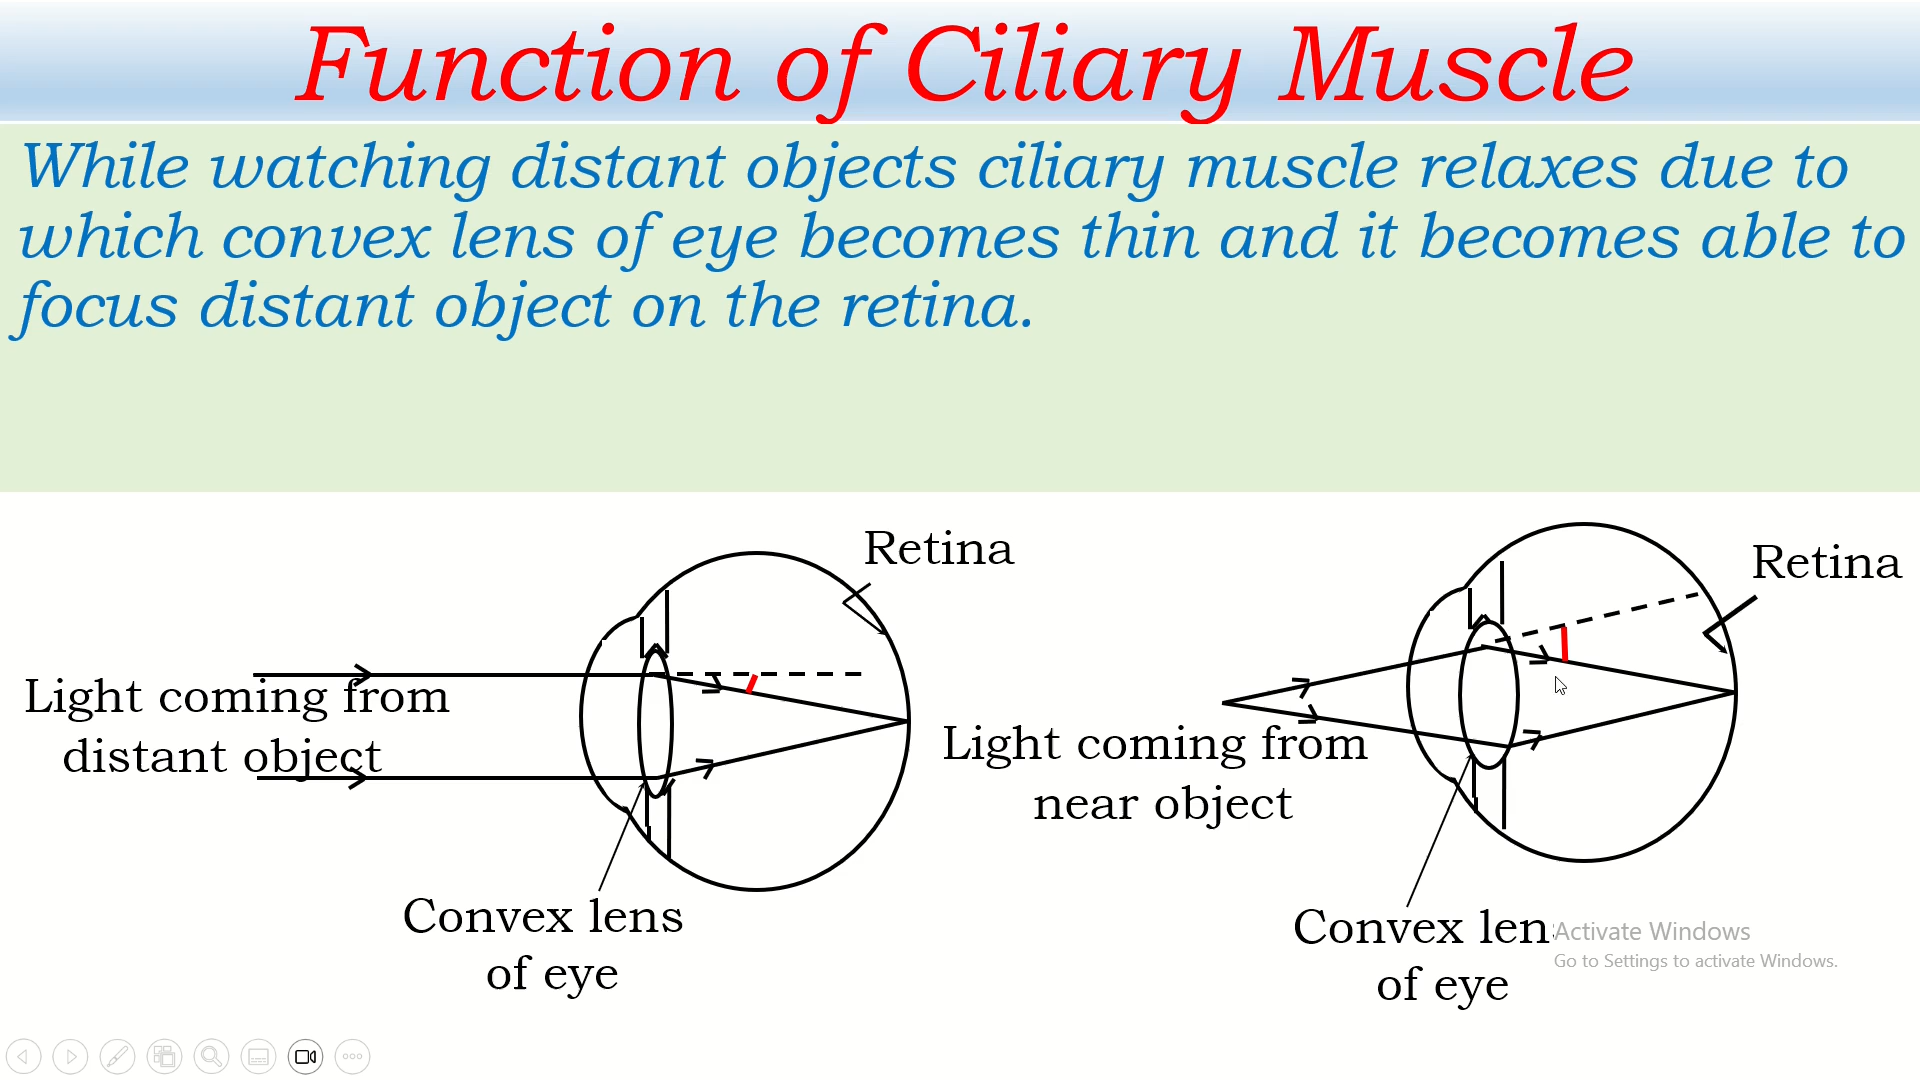 Function of Ciliary Muscle
While watching distant objects ciliary muscle relaxes due to
which convex lens of eye becomes thin and it becomes able to
focus distant object on the retina.
Retina
Light coming from
distant object
Convex lens
of eye
Retina
Light coming from
near object
Convex len
of eye
Activate Windows
Go to Settings to activate Windows.